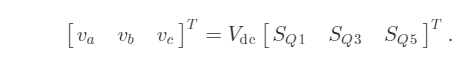 [ v_a v_b v_c ]^T = V_dc [ S_Q1 S_Q3 S_Q5 ]^T .